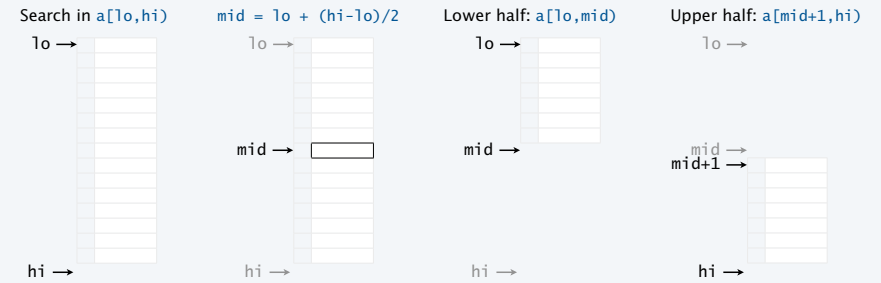 Search in a[lo,hi)
lo
hi
mid = lo + (hi-lo)/2
lo
mid
hi
Lower half: a[lo,mid)
lo
mid
hi
Upper half: a[mid+1,hi)
lo
mid
mid+1
hi